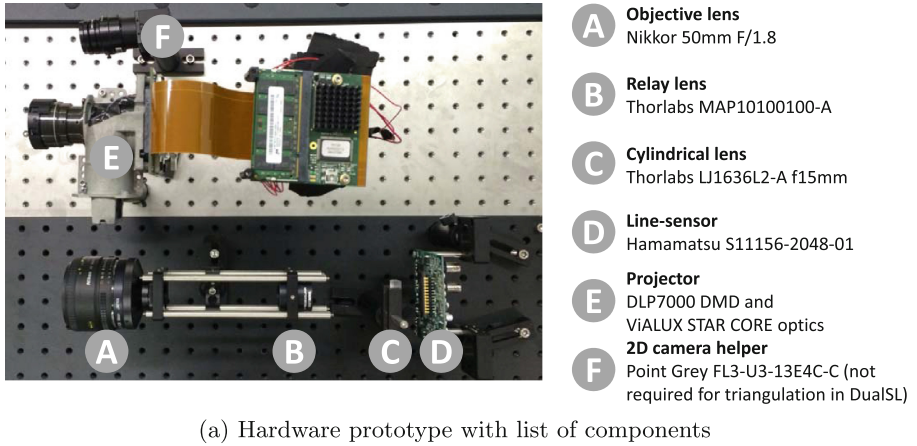 F
E
A
B
C
D
A
Objective lens
Nikkor 50mm F/1.8
B
Relay lens
Thorlabs MAP10100100-A
C
Cylindrical lens
Thorlabs LJ1636L2-A f15mm
D
Line-sensor
Hamamatsu S11156-2048-01
E
Projector
DLP7000 DMD and
ViALUX STAR CORE optics
F
2D camera helper
Point Grey FL3-U3-13E4C-C (not
required for triangulation in DualSL)
(a) Hardware prototype with list of components